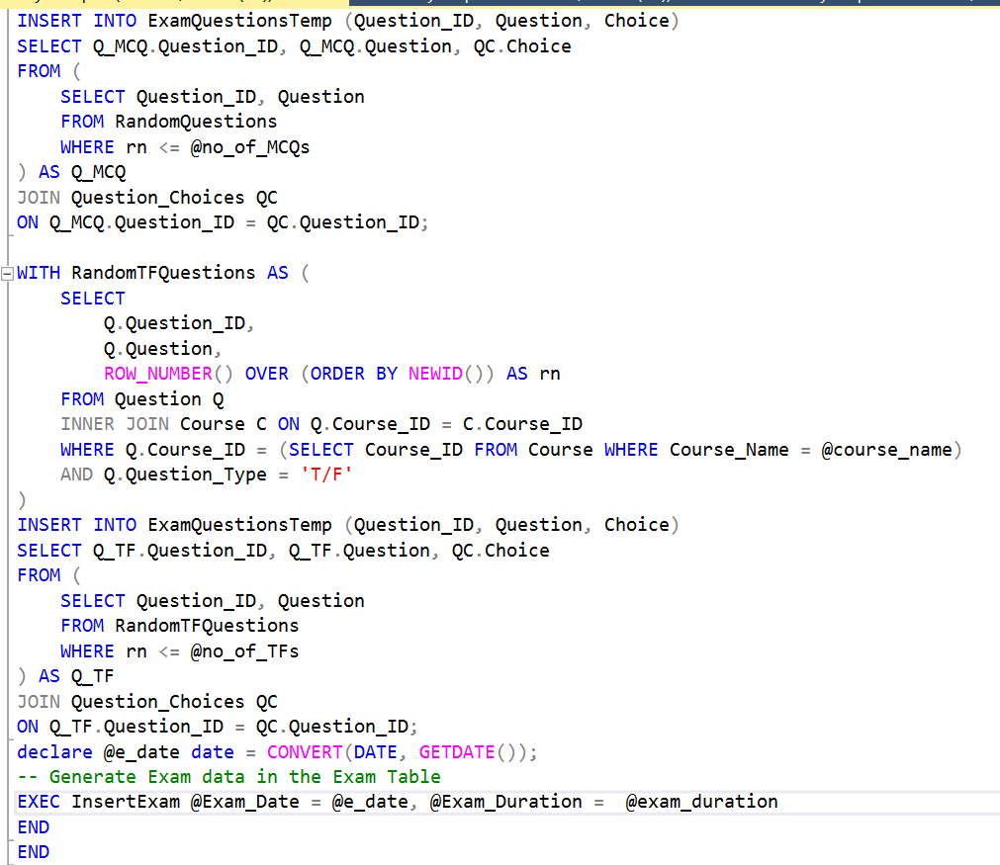 INSERT INTO ExamQuestionsTemp (Question_ID, Question, Choice)
SELECT Q_MCQ.Question_ID, Q_MCQ.Question, QC.Choice
FROM (
    SELECT Question_ID, Question
    FROM RandomQuestions
    WHERE rn <= @no_of_MCQs
) AS Q_MCQ
JOIN Question_Choices QC
ON Q_MCQ.Question_ID = QC.Question_ID;
WITH RandomTFQuestions AS (
    SELECT
        Q.Question_ID,
        Q.Question,
        ROW_NUMBER() OVER (ORDER BY NEWID()) AS rn
    FROM Question Q
    INNER JOIN Course C ON Q.Course_ID = C.Course_ID
    WHERE Q.Course_ID = (SELECT Course_ID FROM Course WHERE Course_Name = @course_name)
    AND Q.Question_Type = 'T/F'
)
INSERT INTO ExamQuestionsTemp (Question_ID, Question, Choice)
SELECT Q_TF.Question_ID, Q_TF.Question, QC.Choice
FROM (
    SELECT Question_ID, Question
    FROM RandomTFQuestions
    WHERE rn <= @no_of_TFs
) AS Q_TF
JOIN Question_Choices QC
ON Q_TF.Question_ID = QC.Question_ID;
declare @e_date date = CONVERT(DATE, GETDATE());
-- Generate Exam data in the Exam Table
EXEC InsertExam @Exam_Date = @e_date, @Exam_Duration =  @exam_duration
END
END